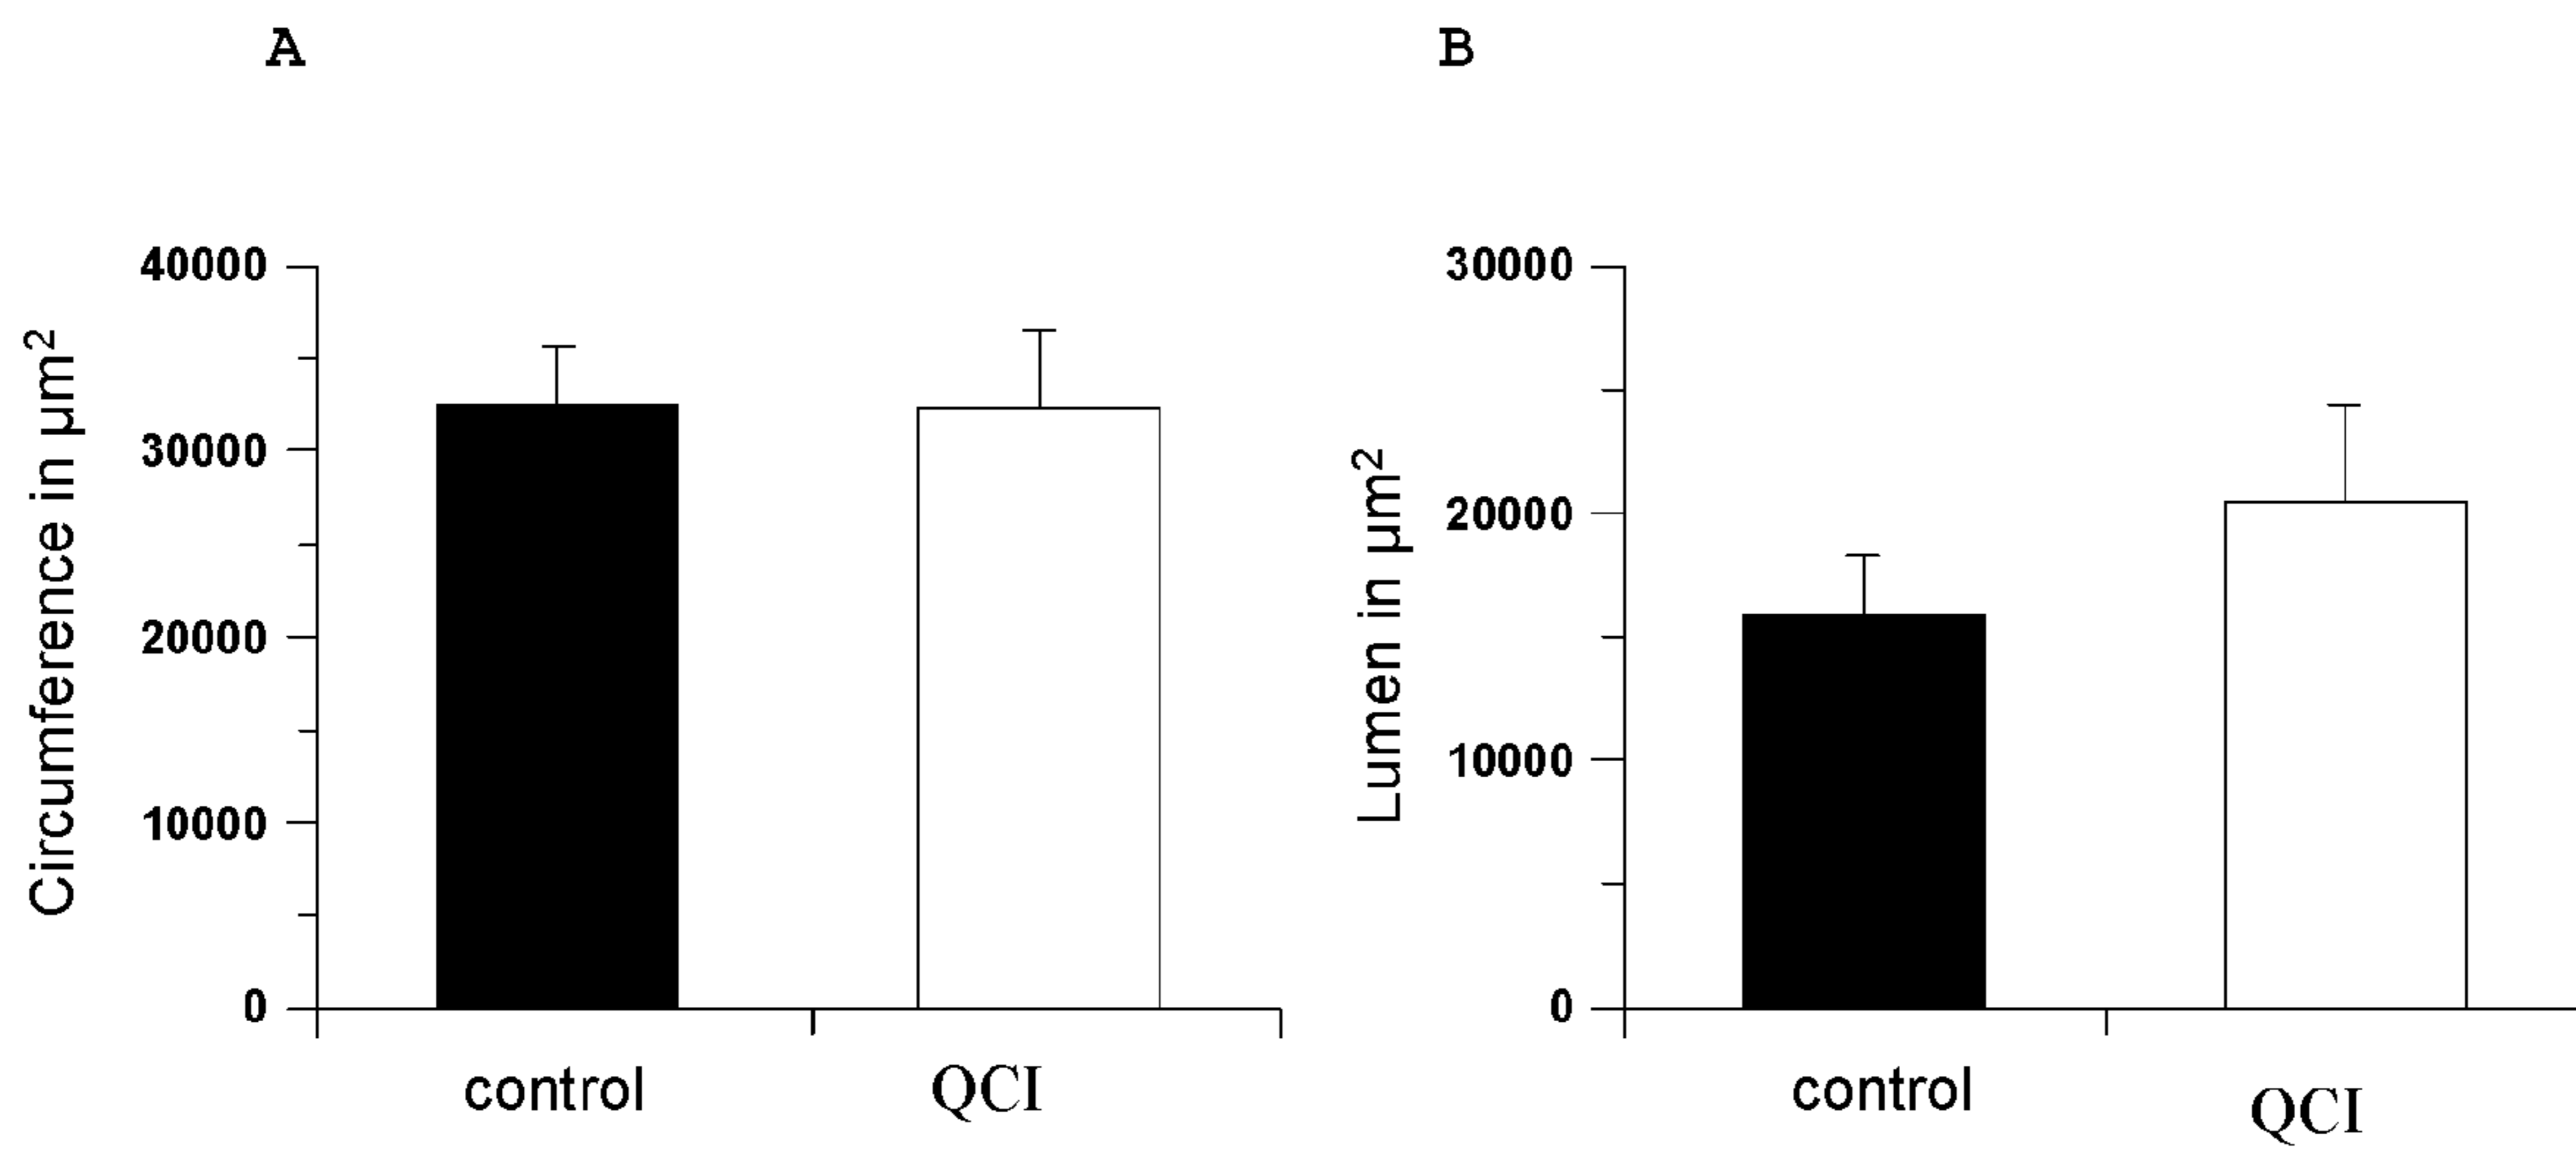 A
B
40000
30000
20000
10000
0
Circumference in µm²
control
QCI
30000
20000
10000
0
Lumen in µm²
control
QCI